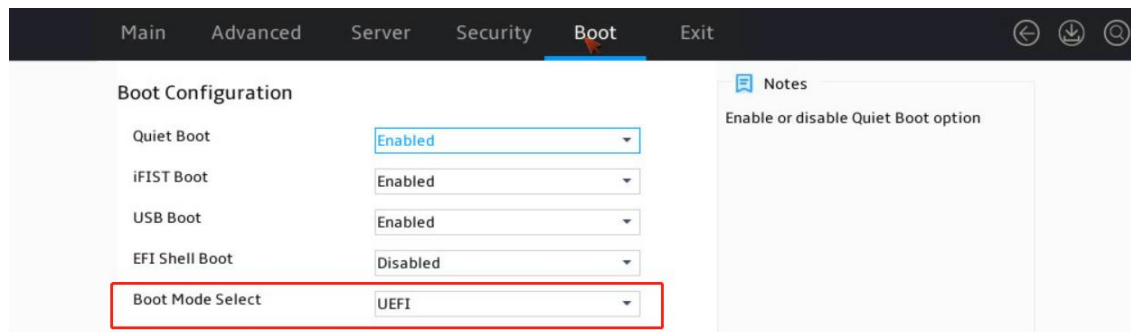 Main Advanced Server Security Boot Exit
Boot Configuration
Quiet Boot Enabled
iFIST Boot Enabled
USB Boot Enabled
EFI Shell Boot Disabled
Boot Mode Select UEFI
Notes
Enable or disable Quiet Boot option